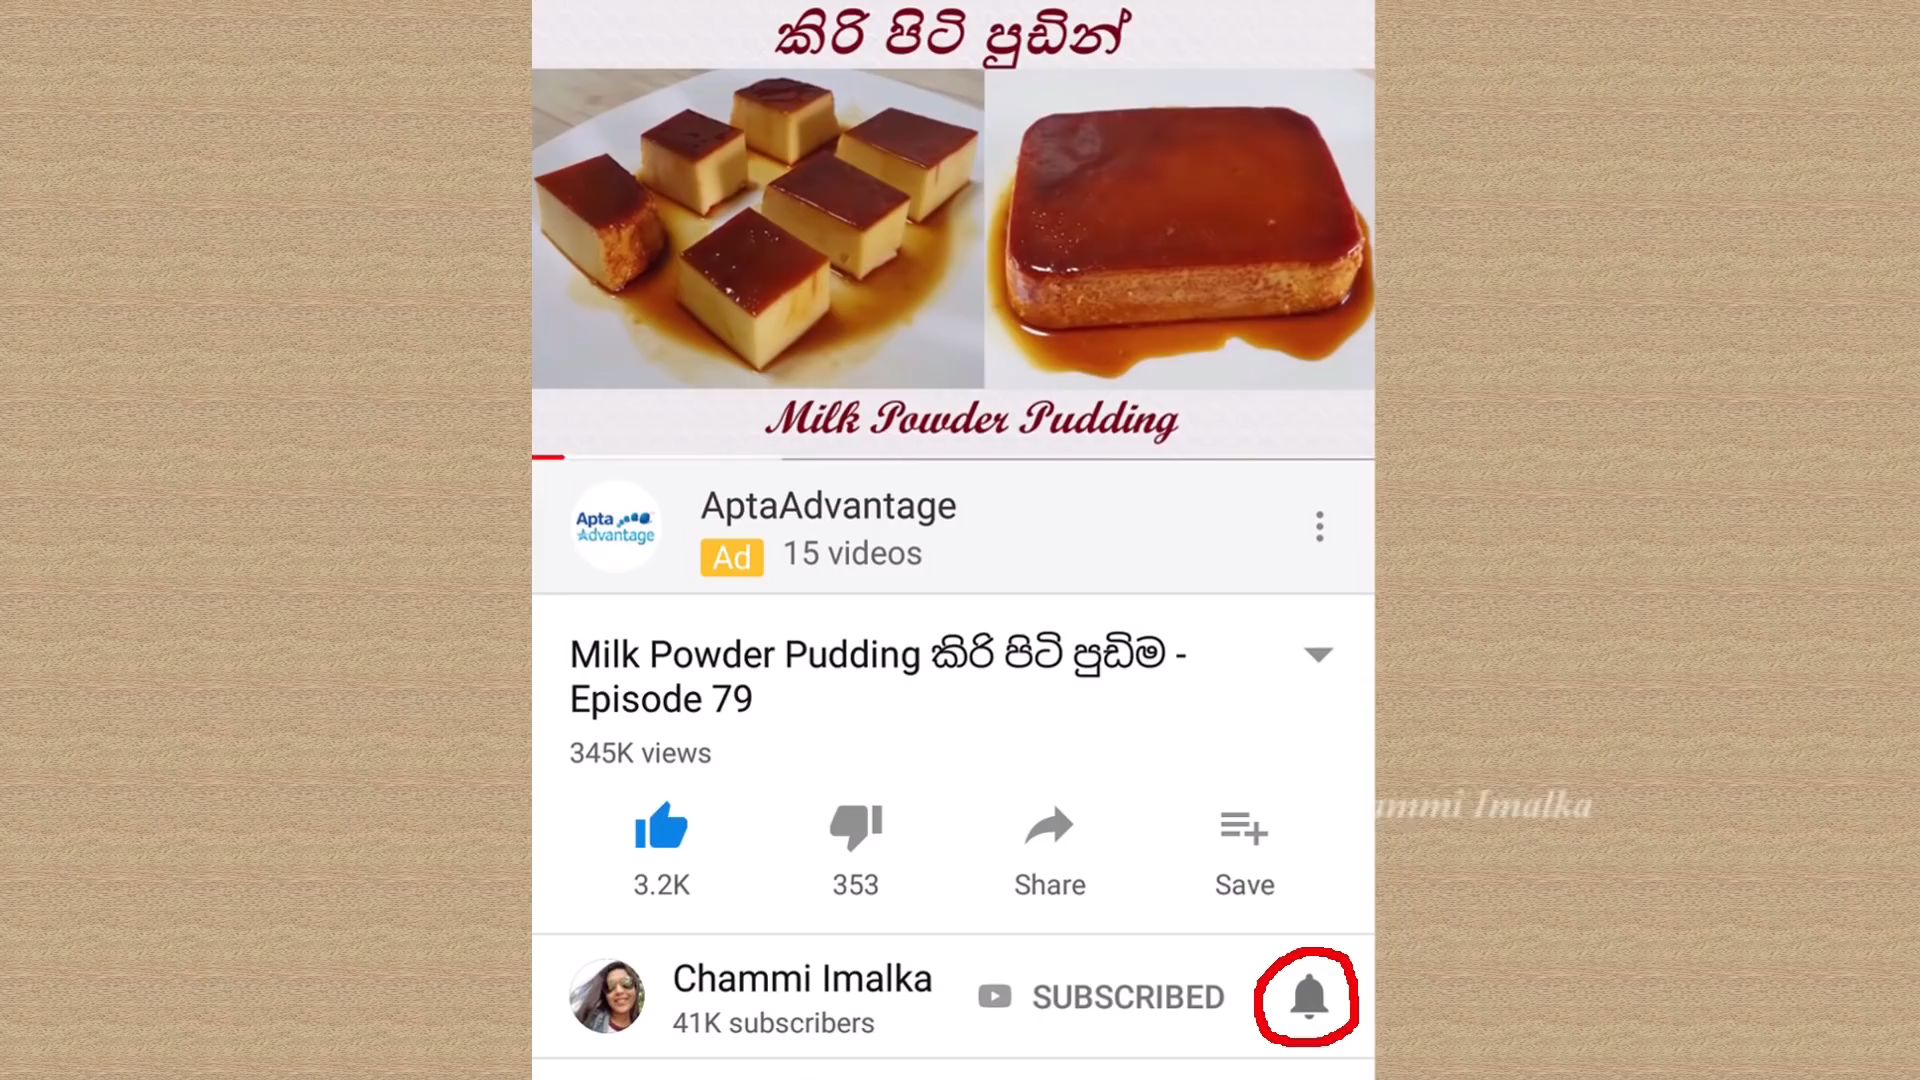 කිරි පිටි පුඩින්
Milk Powder Pudding
Apta
Advantage
AptaAdvantage
Ad 15 videos
Milk Powder Pudding කිරි පිටි පුඩිම -
Episode 79
345K views
3.2K 353 Share Save
Imalka
Chammi Imalka SUBSCRIBED
41K subscribers